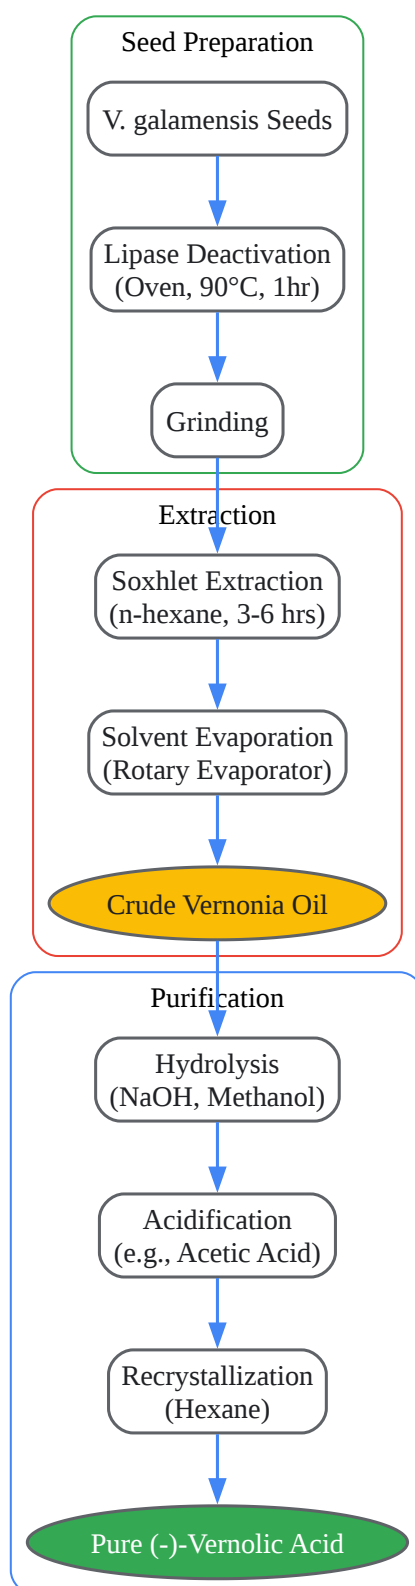 Seed Preparation
V. galamensis Seeds
Lipase Deactivation
(Oven, 90°C, 1hr)
Grinding
Extraction
Soxhlet Extraction
(n-hexane, 3-6 hrs)
Solvent Evaporation
(Rotary Evaporator)
Crude Vernonia Oil
Purification
Hydrolysis
(NaOH, Methanol)
Acidification
(e.g., Acetic Acid)
Recrystallization
(Hexane)
Pure (-)-Vernolic Acid